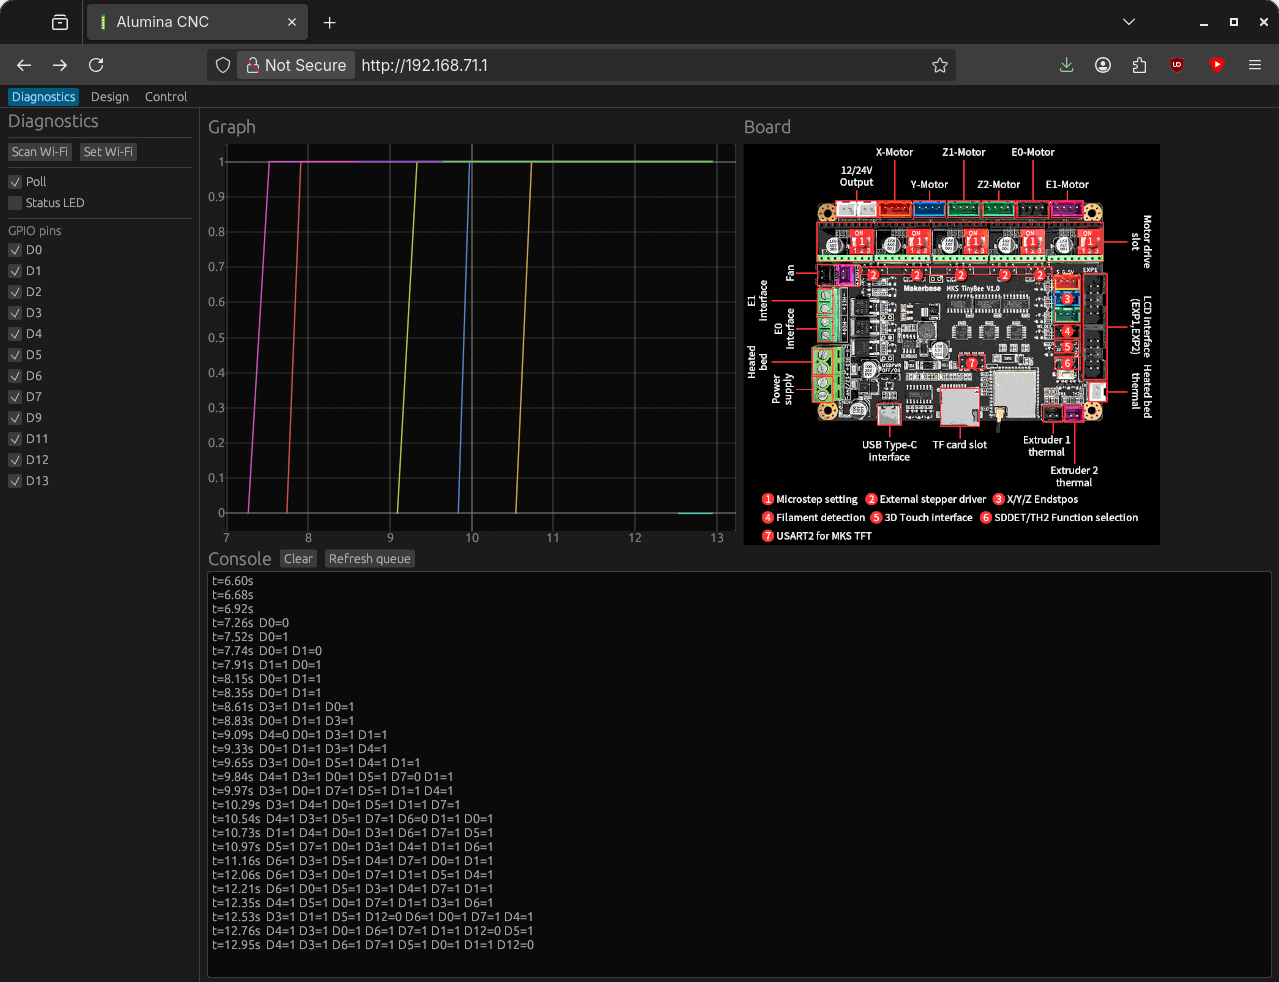 Alumina CNC
Not Secure http://192.168.71.1
Diagnostics Design Control
Diagnostics
Scan Wi-Fi Set Wi-Fi
Poll
Status LED
GPIO pins
D0
D1
D2
D3
D4
D5
D6
D7
D9
D11
D12
D13
Graph
1
0.9
0.8
0.7
0.6
0.5
0.4
0.3
0.2
0.1
0
7 8 9 10 11 12 13
Board
X-Motor Z1-Motor E0-Motor
12/24V
Output
Y-Motor Z2-Motor E1-Motor
Motor drive
slot
Fan
E1
Interface
E0
Interface
Heated
bed
Power
supply
Makerbase MKS TinyBee V1.0
EXP1
LCD interface
(EXP1,EXP2)
Heated bed
thermal
USB Type-C
interface
TF card slot
Extruder 1
thermal
Extruder 2
thermal
1 Microstep setting 2 External stepper driver 3 X/Y/Z Endstpos
4 Filament detection 5 3D Touch interface 6 SDDET/TH2 Function selection
7 USART2 for MKS TFT
Console Clear Refresh queue
t=6.60s
t=6.68s
t=6.92s
t=7.26s D0=0
t=7.52s D0=1
t=7.74s D0=1 D1=0
t=7.91s D1=1 D0=1
t=8.15s D0=1 D1=1
t=8.35s D0=1 D1=1
t=8.61s D3=1 D1=1 D0=1
t=8.83s D0=1 D1=1 D3=1
t=9.09s D4=0 D0=1 D3=1 D1=1
t=9.33s D0=1 D1=1 D3=1 D4=1
t=9.65s D3=1 D0=1 D5=1 D4=1 D1=1
t=9.84s D4=1 D3=1 D0=1 D5=1 D7=0 D1=1
t=9.97s D3=1 D0=1 D7=1 D5=1 D1=1 D4=1
t=10.29s D3=1 D4=1 D0=1 D5=1 D1=1 D7=1
t=10.54s D4=1 D3=1 D5=1 D7=1 D6=0 D1=1 D0=1
t=10.73s D1=1 D4=1 D0=1 D3=1 D6=1 D7=1 D5=1
t=10.97s D5=1 D7=1 D0=1 D3=1 D4=1 D1=1 D6=1
t=11.16s D6=1 D3=1 D5=1 D4=1 D7=1 D0=1 D1=1
t=12.06s D6=1 D3=1 D0=1 D7=1 D1=1 D5=1 D4=1
t=12.21s D6=1 D0=1 D5=1 D3=1 D4=1 D7=1 D1=1
t=12.35s D4=1 D5=1 D0=1 D7=1 D1=1 D3=1 D6=1
t=12.53s D3=1 D1=1 D5=1 D12=0 D6=1 D0=1 D7=1 D4=1
t=12.76s D4=1 D3=1 D0=1 D6=1 D7=1 D1=1 D12=0 D5=1
t=12.95s D4=1 D3=1 D6=1 D7=1 D5=1 D0=1 D1=1 D12=0